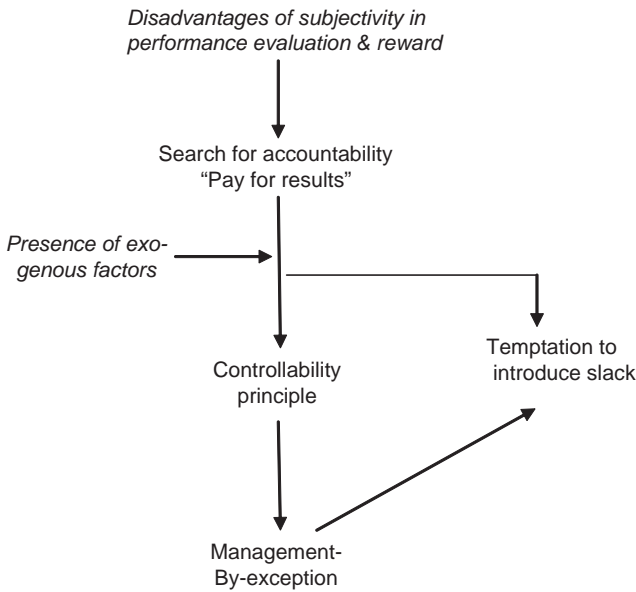 Disadvantages of subjectivity in
performance evaluation & reward
Search for accountability
“Pay for results”
Presence of exo-
genous factors
Controllability
principle
Temptation to
introduce slack
Management-
By-exception